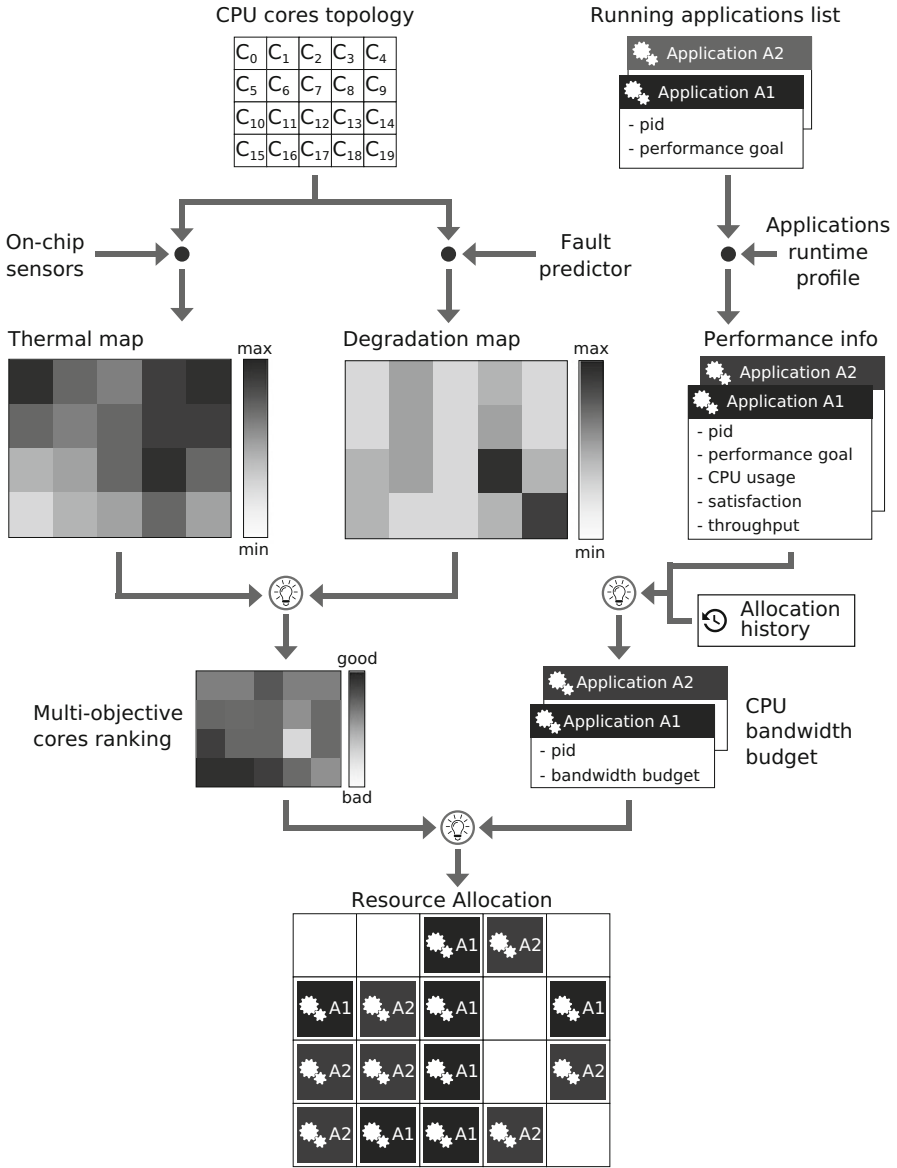 CPU cores topology
Running applications list
C0 C1 C2 C3 C4
C5 C6 C7 C8 C9
C10 C11 C12 C13 C14
C15 C16 C17 C18 C19
Application A2
Application A1
- pid
- performance goal
On-chip
sensors
Fault
predictor
Applications
runtime
profile
Thermal map
max
min
Degradation map
max
min
Performance info
Application A2
Application A1
- pid
- performance goal
- CPU usage
- satisfaction
- throughput
Allocation
history
Multi-objective
cores ranking
good
bad
Application A2
Application A1
- pid
- bandwidth budget
CPU
bandwidth
budget
Resource Allocation
A1 A2
A1 A2 A1 A1
A2 A2 A1 A2
A2 A1 A1 A2